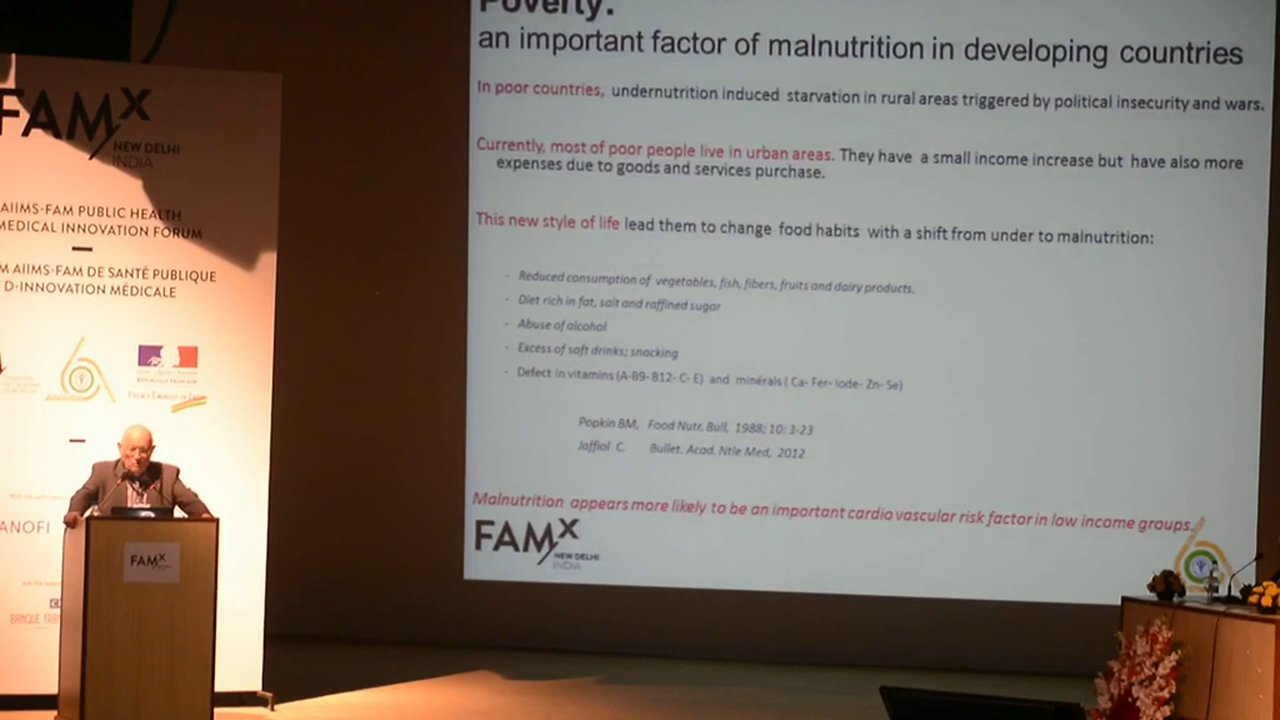 Poverty:
an important factor of malnutrition in developing countries
In poor countries, undernutrition induced starvation in rural areas triggered by political insecurity and wars.
Currently, most of poor people live in urban areas. They have a small income increase but have also more
expenses due to goods and services purchase.
This new style of life lead them to change food habits with a shift from under to malnutrition:
- Reduced consumption of vegetables, fish, fibers, fruits and dairy products.
- Diet rich in fat, salt and raffined sugar
- Abuse of alcohol
- Excess of soft drinks; snacking
- Defect in vitamins (A-B9- B12- C- E) and minérals ( Ca- Fer- Iode- Zn- Se)
Popkin BM, Food Nutr. Bull, 1988; 10: 3-23
Jaffiol C. Bullet. Acad. Ntle Med, 2012
Malnutrition appears more likely to be an important cardio vascular risk factor in low income groups.
FAMX
NEW DELHI
INDIA
FAMX
NEW DELHI
INDIA
AIIMS-FAM PUBLIC HEALTH
MEDICAL INNOVATION FORUM
M AIIMS-FAM DE SANTÉ PUBLIQUE
D-INNOVATION MÉDICALE
ANOFI
FAMX